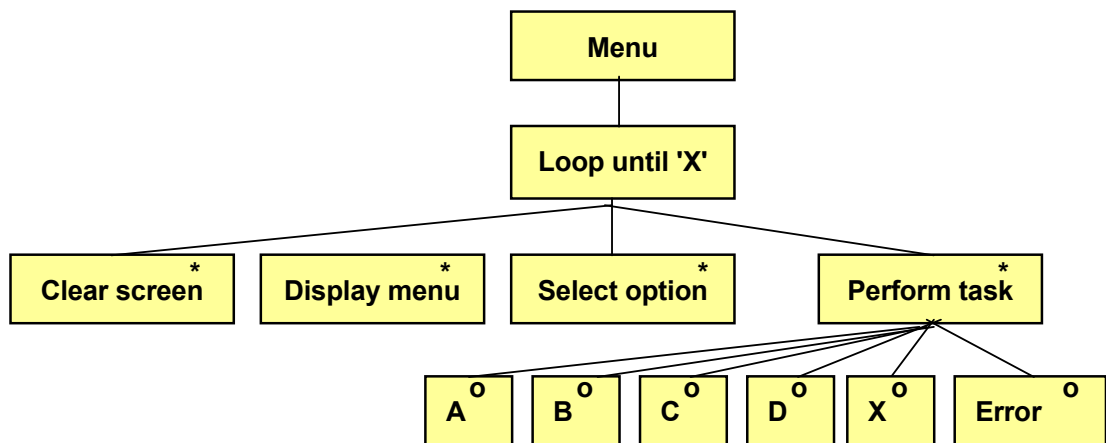 Menu
Loop until 'X'
Clear screen * Display menu * Select option * Perform task *
A o B o C o D o X o Error o